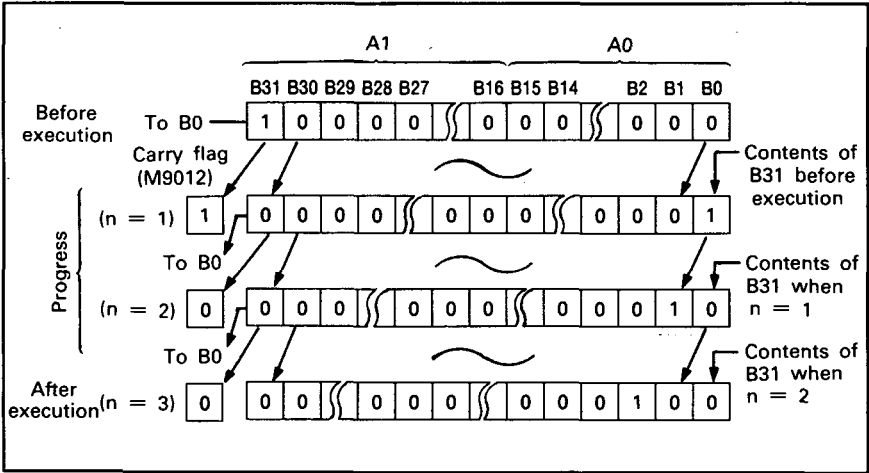 A1 A0
B31 B30 B29 B28 B27 B16 B15 B14 B2 B1 B0
Before execution To B0 1 0 0 0 0 0 0 0 0 0 0
Carry flag (M9012)
Contents of B31 before execution
Progress
(n = 1) 1 0 0 0 0 0 0 0 0 0 0 1
To B0
Contents of B31 when n = 1
(n = 2) 0 0 0 0 0 0 0 0 0 0 1 0
To B0
Contents of B31 when n = 2
After execution (n = 3) 0 0 0 0 0 0 0 0 0 1 0 0